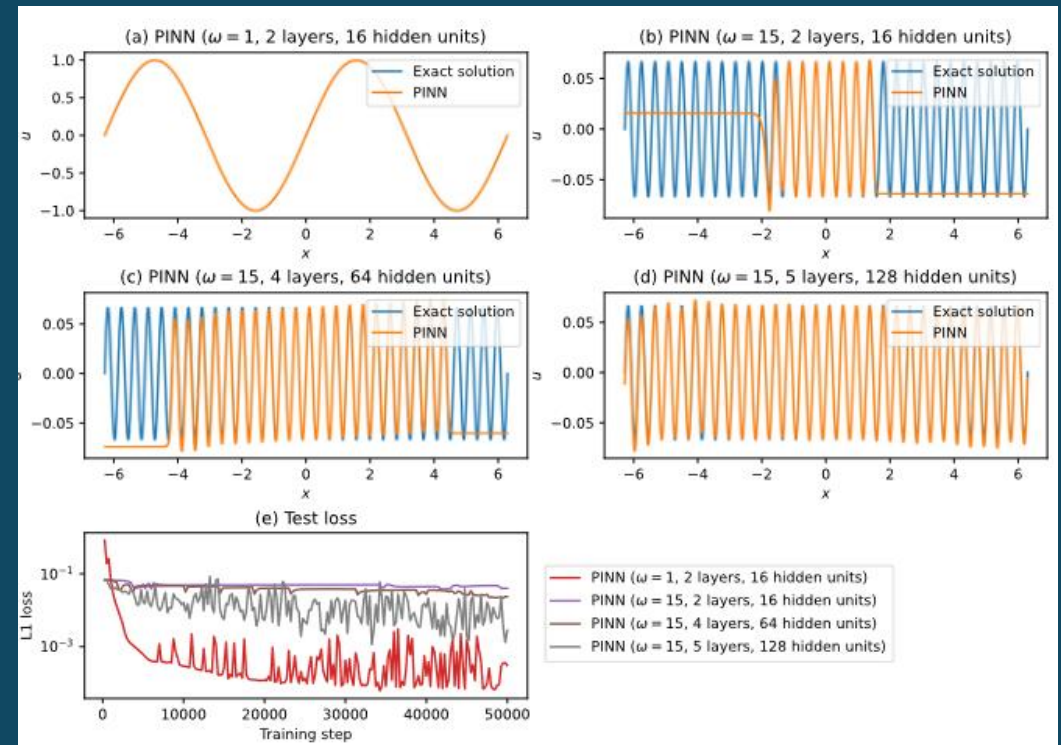 (a) PINN (ω = 1, 2 layers, 16 hidden units)
1.0
0.5
0.0
−0.5
−1.0
u
Exact solution
PINN
−6 −4 −2 0 2 4 6
x
(b) PINN (ω = 15, 2 layers, 16 hidden units)
0.05
0.00
−0.05
u
Exact solution
PINN
−6 −4 −2 0 2 4 6
x
(c) PINN (ω = 15, 4 layers, 64 hidden units)
0.05
0.00
−0.05
Exact solution
PINN
−6 −4 −2 0 2 4 6
x
(d) PINN (ω = 15, 5 layers, 128 hidden units)
0.05
0.00
−0.05
u
Exact solution
PINN
−6 −4 −2 0 2 4 6
x
(e) Test loss
10⁻¹
10⁻³
L1 loss
0 10000 20000 30000 40000 50000
Training step
PINN (ω = 1, 2 layers, 16 hidden units)
PINN (ω = 15, 2 layers, 16 hidden units)
PINN (ω = 15, 4 layers, 64 hidden units)
PINN (ω = 15, 5 layers, 128 hidden units)